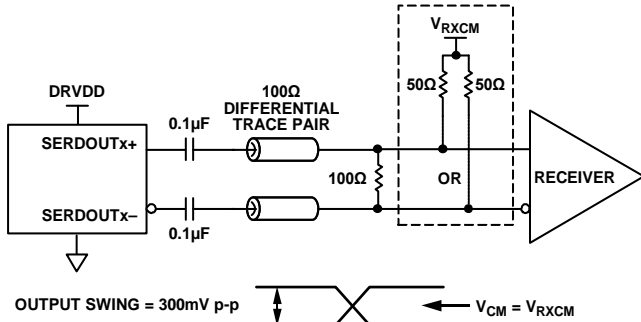 V_RXCM
DRVDD
100Ω
DIFFERENTIAL
TRACE PAIR
50Ω
50Ω
0.1µF
SERDOUTx+
100Ω
OR
RECEIVER
SERDOUTx–
0.1µF
OUTPUT SWING = 300mV p-p
V_CM = V_RXCM